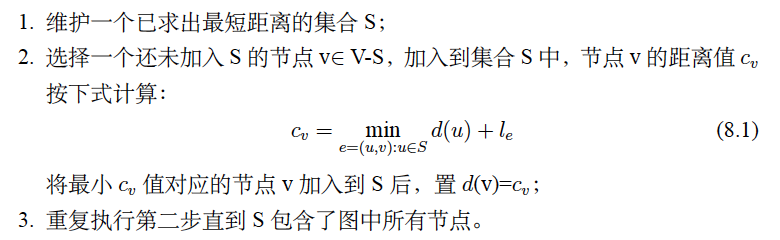 1. 维护一个已求出最短距离的集合 S；
2. 选择一个还未加入 S 的节点 v∈ V-S，加入到集合 S 中，节点 v 的距离值 c_v
按下式计算：
c_v = min_{e=(u,v):u∈S} d(u) + l_e (8.1)
将最小 c_v 值对应的节点 v 加入到 S 后，置 d(v)=c_v；
3. 重复执行第二步直到 S 包含了图中所有节点。